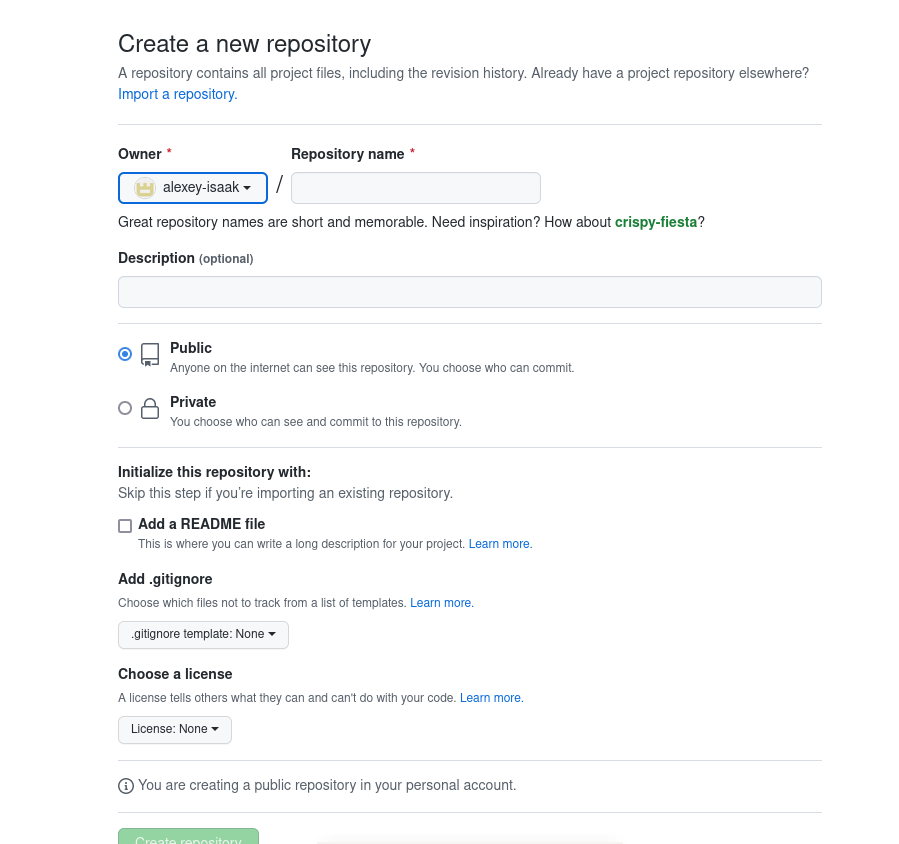 Create a new repository
A repository contains all project files, including the revision history. Already have a project repository elsewhere?
Import a repository.
Owner * Repository name *
alexey-isaak /
Great repository names are short and memorable. Need inspiration? How about crispy-fiesta?
Description (optional)
Public
Anyone on the internet can see this repository. You choose who can commit.
Private
You choose who can see and commit to this repository.
Initialize this repository with:
Skip this step if you’re importing an existing repository.
Add a README file
This is where you can write a long description for your project. Learn more.
Add .gitignore
Choose which files not to track from a list of templates. Learn more.
.gitignore template: None
Choose a license
A license tells others what they can and can't do with your code. Learn more.
License: None
You are creating a public repository in your personal account.
Create repository